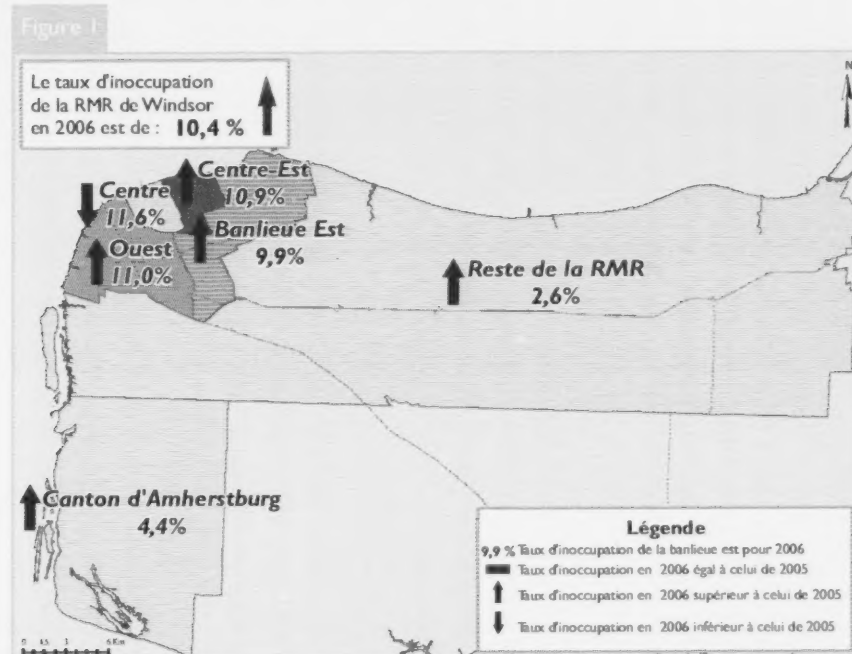 Figure 1
Le taux d'inoccupation
de la RMR de Windsor
en 2006 est de : 10,4 %
N
Centre-Est
10,9%
Centre
11,6%
Banlieue Est
9,9%
Ouest
11,0%
Reste de la RMR
2,6%
Canton d'Amherstburg
4,4%
Légende
9,9 % Taux d'inoccupation de la banlieue est pour 2006
Taux d'inoccupation en 2006 égal à celui de 2005
Taux d'inoccupation en 2006 supérieur à celui de 2005
Taux d'inoccupation en 2006 inférieur à celui de 2005